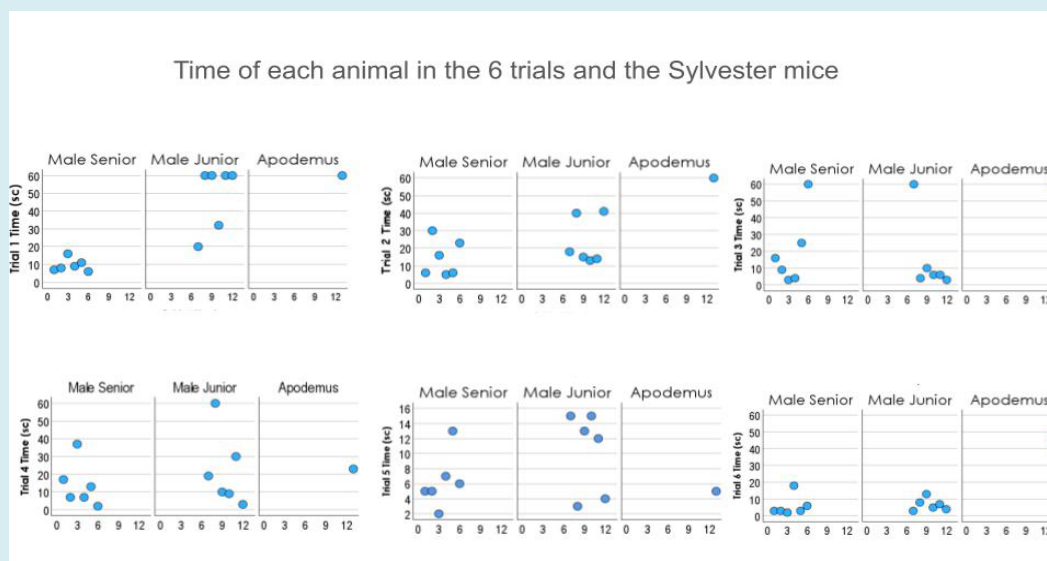 Time of each animal in the 6 trials and the Sylvester mice
Male Senior Male Junior Apodemus
Trial 1 Time (sc)
60
50
40
30
20
10
0
0 3 6 9 12 0 3 6 9 12 0 3 6 9 12
Male Senior Male Junior Apodemus
Trial 2 Time (sc)
60
50
40
30
20
10
0
0 3 6 9 12 0 3 6 9 12 0 3 6 9 12
Male Senior Male Junior Apodemus
Trial 3 Time (sc)
60
50
40
30
20
10
0
0 3 6 9 12 0 3 6 9 12 0 3 6 9 12
Male Senior Male Junior Apodemus
Trial 4 Time (sc)
60
50
40
30
20
10
0
0 3 6 9 12 0 3 6 9 12 0 3 6 9 12
Male Senior Male Junior Apodemus
Trial 5 Time (sc)
16
14
12
10
8
6
4
2
0 3 6 9 12 0 3 6 9 12 0 3 6 9 12
Male Senior Male Junior Apodemus
Trial 6 Time (sc)
60
50
40
30
20
10
0
0 3 6 9 12 0 3 6 9 12 0 3 6 9 12